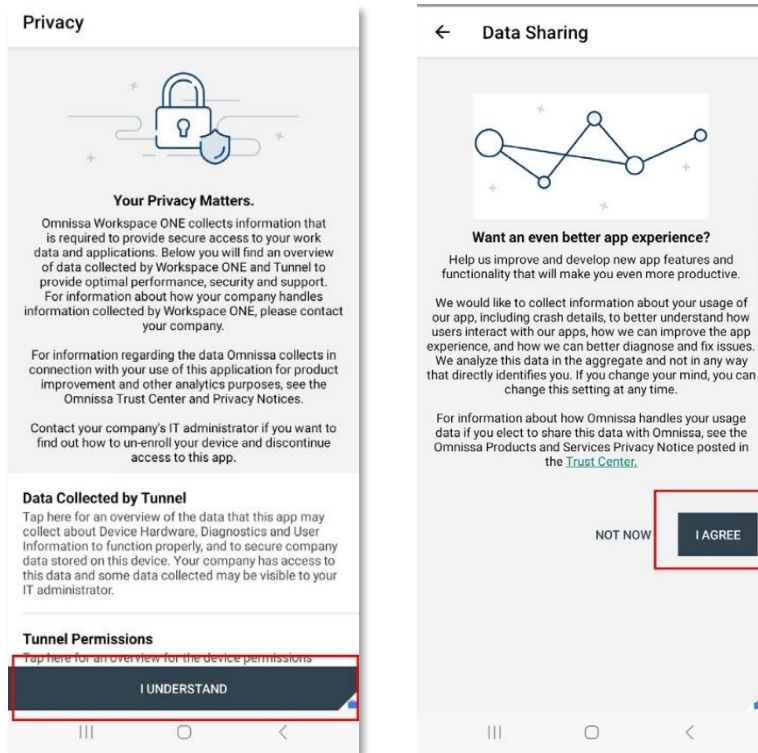 Privacy
Your Privacy Matters.
Omnissa Workspace ONE collects information that
is required to provide secure access to your work
data and applications. Below you will find an overview
of data collected by Workspace ONE and Tunnel to
provide optimal performance, security and support.
For information about how your company handles
information collected by Workspace ONE, please contact
your company.
For information regarding the data Omnissa collects in
connection with your use of this application for product
improvement and other analytics purposes, see the
Omnissa Trust Center and Privacy Notices.
Contact your company's IT administrator if you want to
find out how to un-enroll your device and discontinue
access to this app.
Data Collected by Tunnel
Tap here for an overview of the data that this app may
collect about Device Hardware, Diagnostics and User
Information to function properly, and to secure company
data stored on this device. Your company has access to
this data and some data collected may be visible to your
IT administrator.
Tunnel Permissions
Tap here for an overview for the device permissions
I UNDERSTAND
Data Sharing
Want an even better app experience?
Help us improve and develop new app features and
functionality that will make you even more productive.
We would like to collect information about your usage of
our app, including crash details, to better understand how
users interact with our apps, how we can improve the app
experience, and how we can better diagnose and fix issues.
We analyze this data in the aggregate and not in any way
that directly identifies you. If you change your mind, you can
change this setting at any time.
For information about how Omnissa handles your usage
data if you elect to share this data with Omnissa, see the
Omnissa Products and Services Privacy Notice posted in
the Trust Center.
NOT NOW
I AGREE